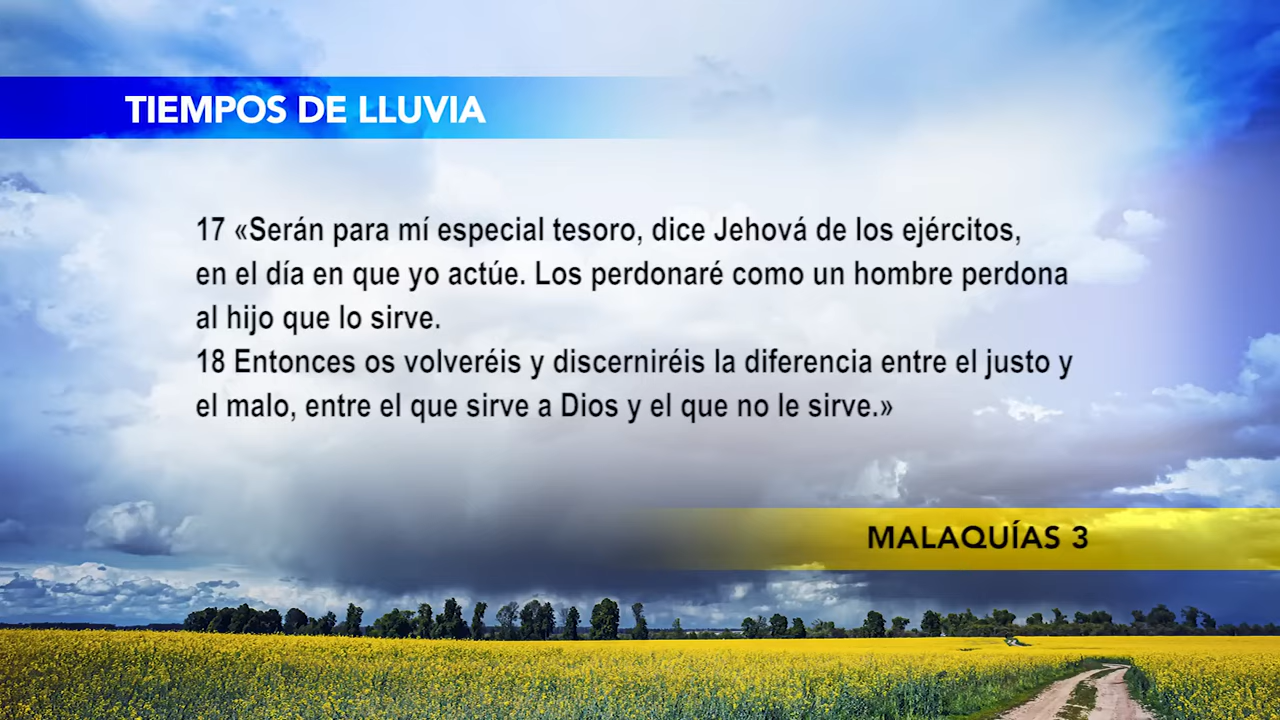 TIEMPOS DE LLUVIA
17 «Serán para mí especial tesoro, dice Jehová de los ejércitos,
en el día en que yo actúe. Los perdonaré como un hombre perdona
al hijo que lo sirve.
18 Entonces os volveréis y discerniréis la diferencia entre el justo y
el malo, entre el que sirve a Dios y el que no le sirve.»
MALAQUÍAS 3